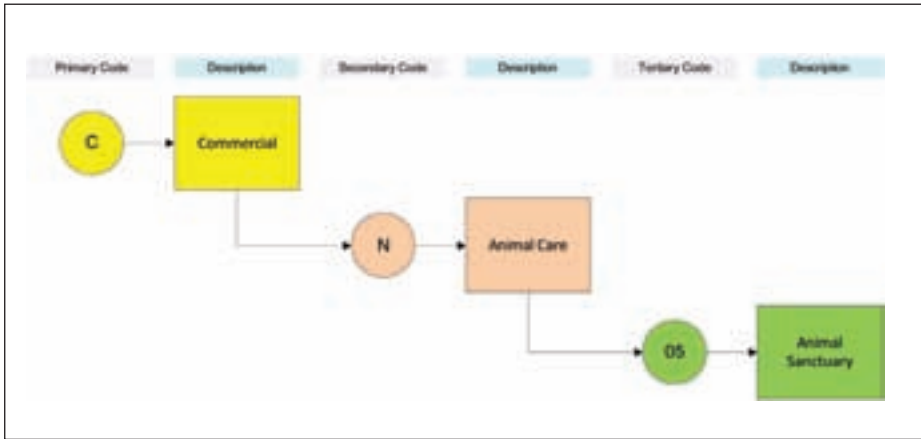 Primary Code Description Secondary Code Description Tertiary Code Description
C Commercial
N Animal Care
05 Animal
Sanctuary